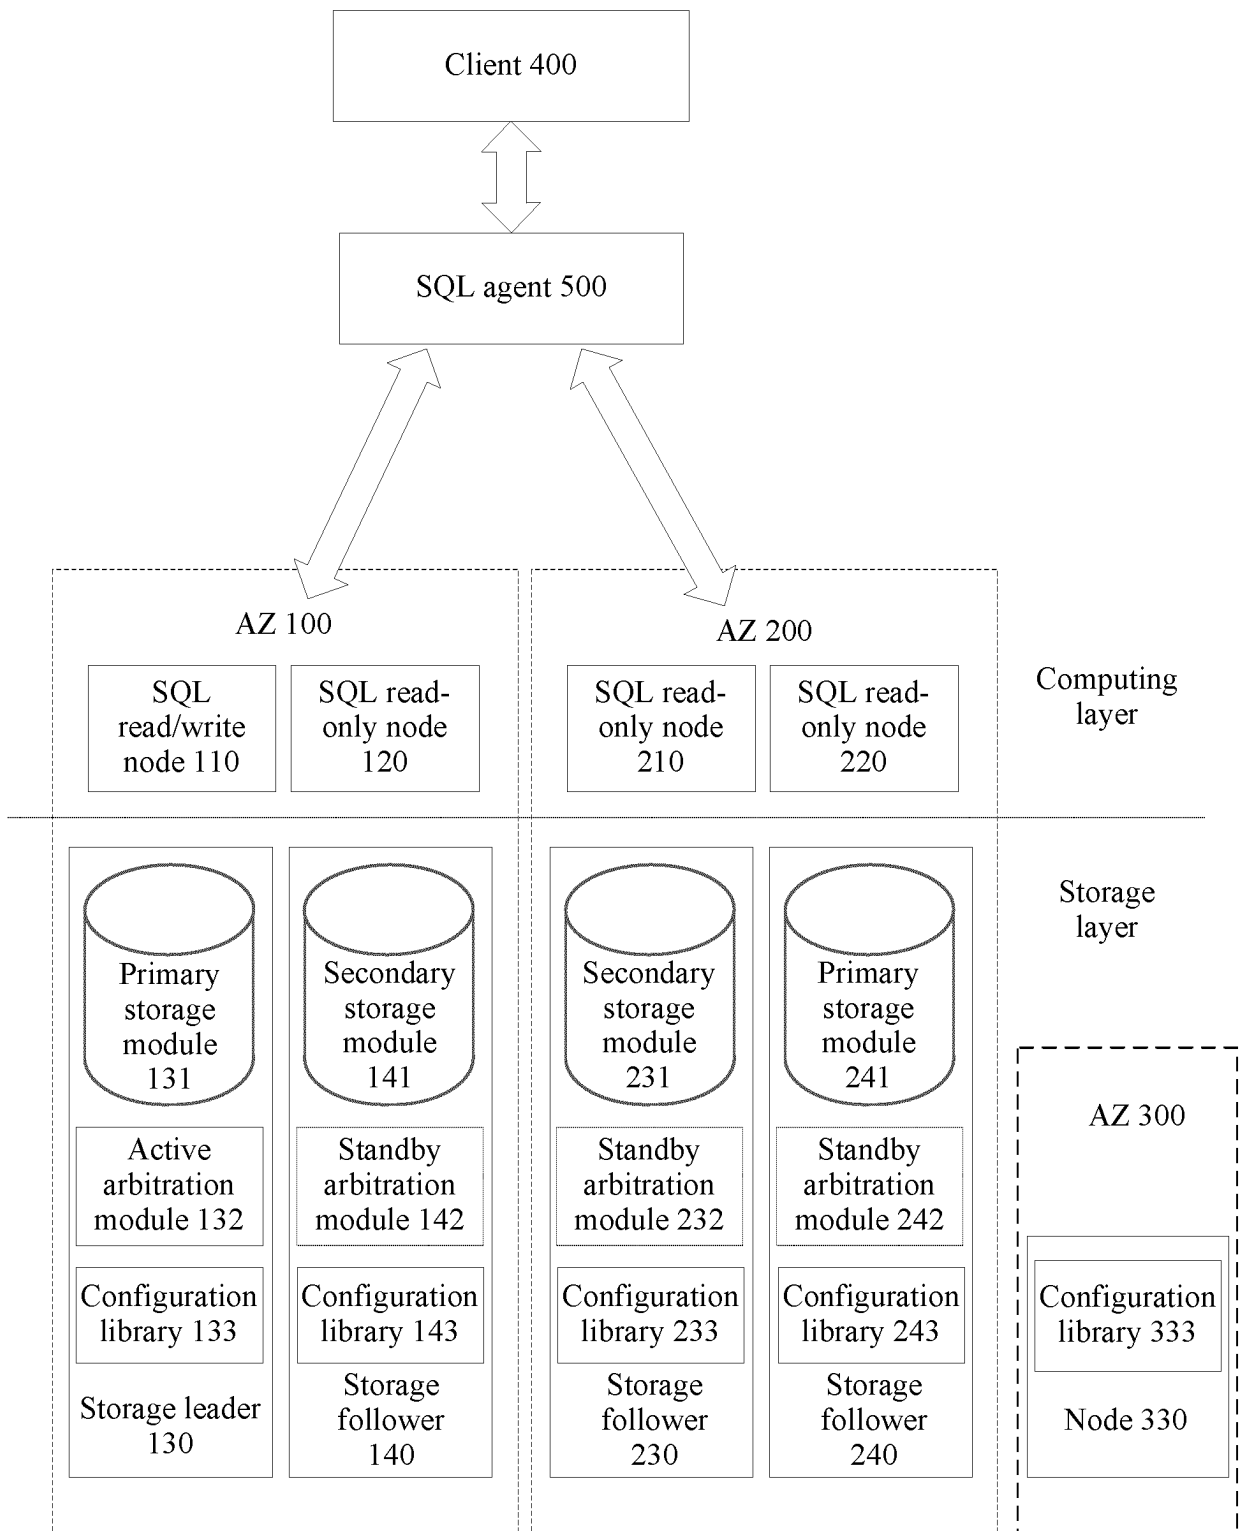 Client 400
SQL agent 500
AZ 100
SQL
read/write
node 110
SQL read-
only node
120
AZ 200
SQL read-
only node
210
SQL read-
only node
220
Computing
layer
Storage
layer
Primary
storage
module
131
Active
arbitration
module 132
Configuration
library 133
Storage leader
130
Secondary
storage
module
141
Standby
arbitration
module 142
Configuration
library 143
Storage
follower
140
Secondary
storage
module
231
Standby
arbitration
module 232
Configuration
library 233
Storage
follower
230
Primary
storage
module
241
Standby
arbitration
module 242
Configuration
library 243
Storage
follower
240
AZ 300
Configuration
library 333
Node 330